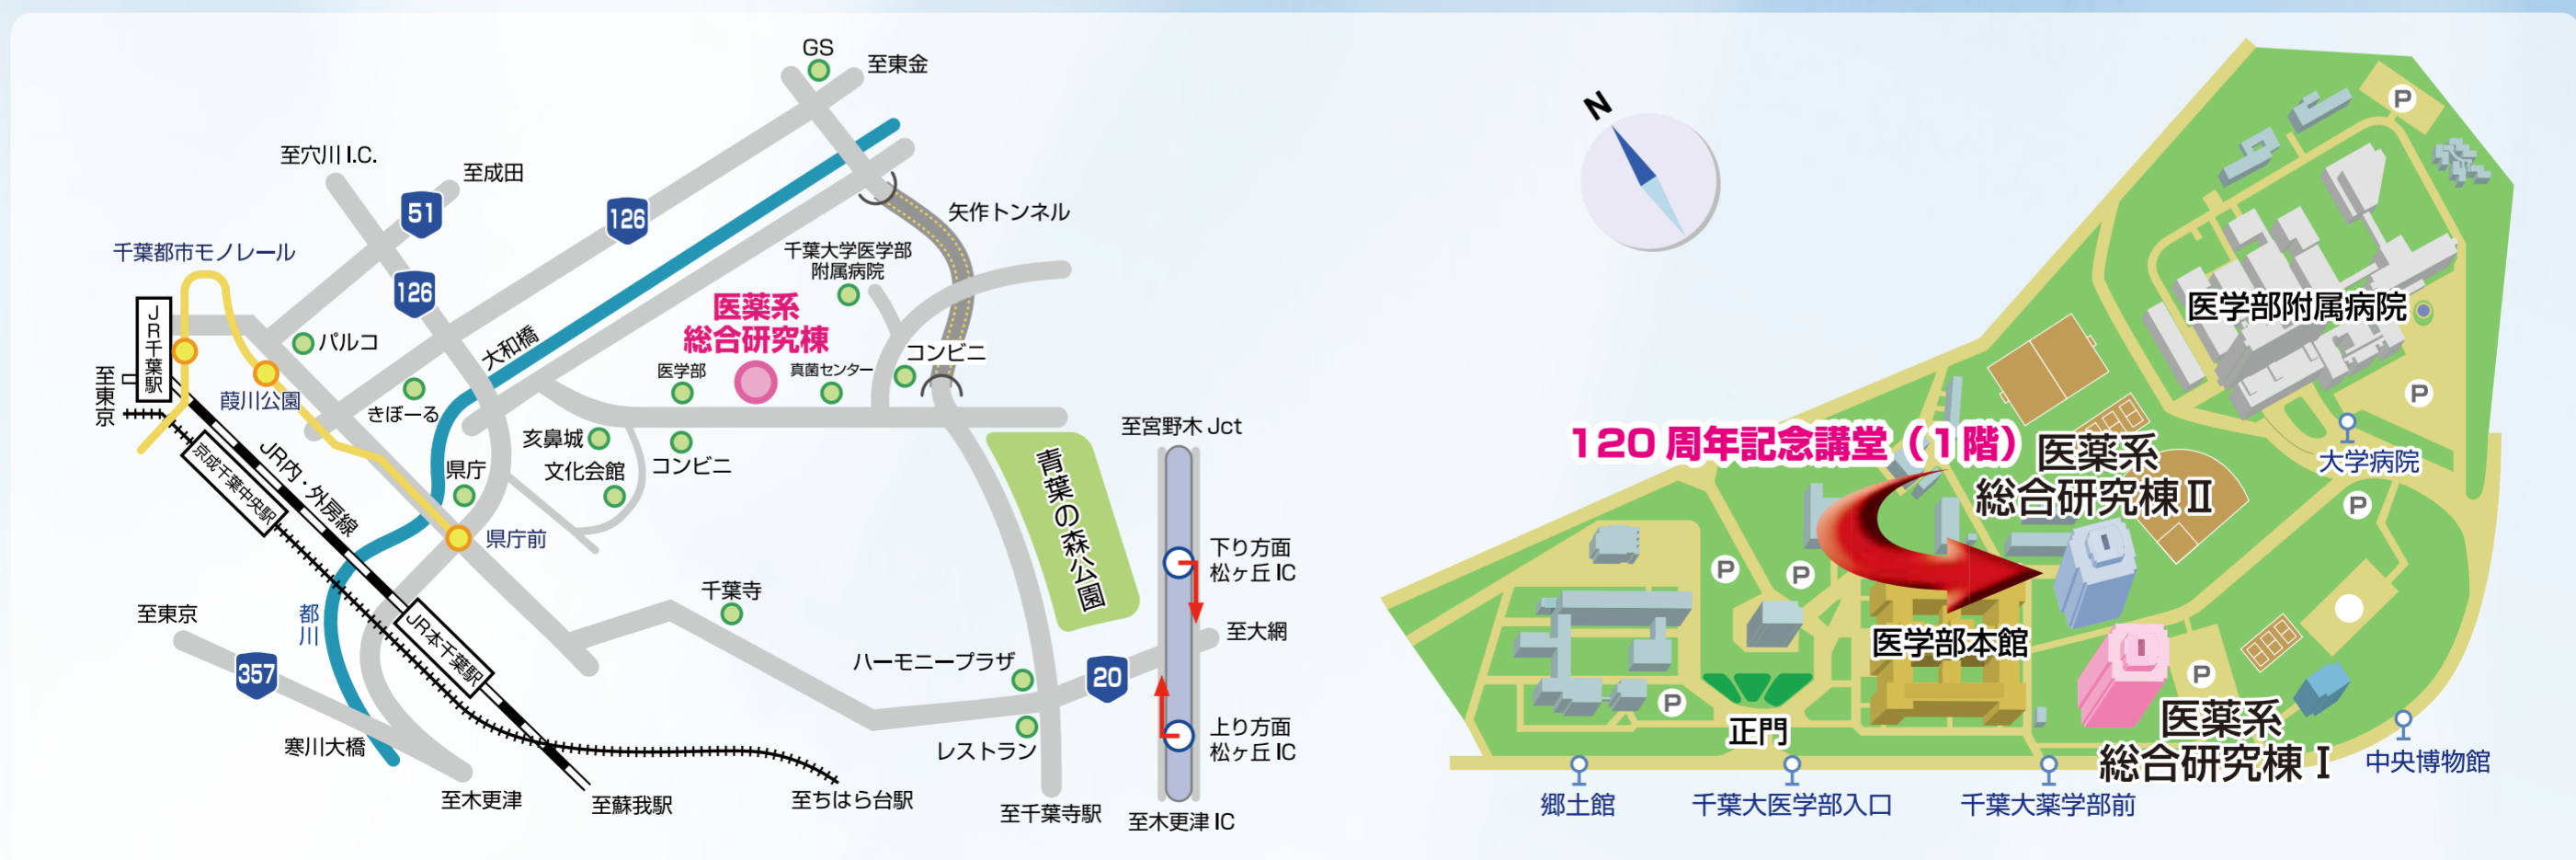 GS
至東金
至穴川 I.C.
至成田
51
126
矢作トンネル
千葉都市モノレール
千葉大学医学部
附属病院
126
医薬系
総合研究棟
JR千葉駅
パルコ
大和橋
コンビニ
医学部
真菌センター
至東京
葭川公園
きぼーる
亥鼻城
文化会館
コンビニ
県庁
京成千葉中央駅
JR内・外房線
県庁前
青葉の森公園
至宮野木 Jct
下り方面
松ヶ丘 IC
至東京
都川
千葉寺
至大網
357
JR本千葉駅
ハーモニープラザ
20
寒川大橋
レストラン
上り方面
松ヶ丘 IC
至木更津
至蘇我駅
至ちはら台駅
至千葉寺駅
至木更津 IC
N
P
医学部附属病院
P
120 周年記念講堂（1階）
医薬系
総合研究棟Ⅱ
大学病院
P
P
P
医学部本館
P
P
正門
医薬系
総合研究棟Ⅰ
中央博物館
郷土館
千葉大医学部入口
千葉大薬学部前